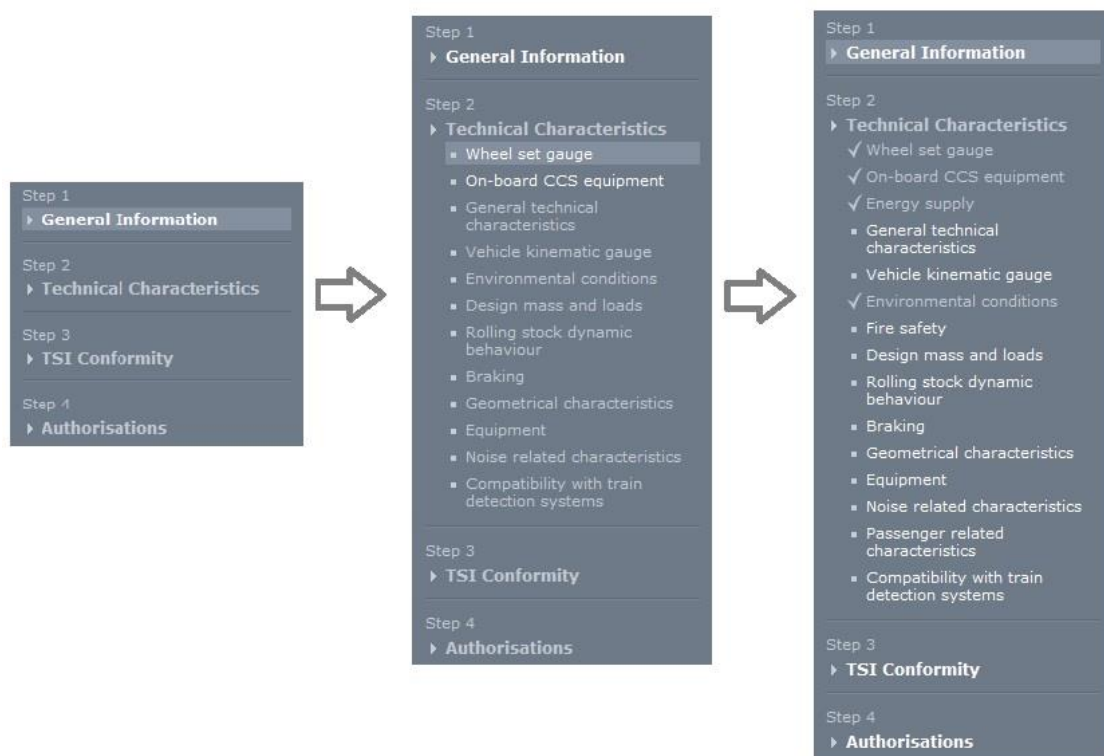 Step 1
General Information
Step 2
Technical Characteristics
Step 3
TSI Conformity
Step 4
Authorisations
Step 1
General Information
Step 2
Technical Characteristics
Wheel set gauge
On-board CCS equipment
General technical
characteristics
Vehicle kinematic gauge
Environmental conditions
Design mass and loads
Rolling stock dynamic
behaviour
Braking
Geometrical characteristics
Equipment
Noise related characteristics
Compatibility with train
detection systems
Step 3
TSI Conformity
Step 4
Authorisations
Step 1
General Information
Step 2
Technical Characteristics
Wheel set gauge
On-board CCS equipment
Energy supply
General technical
characteristics
Vehicle kinematic gauge
Environmental conditions
Fire safety
Design mass and loads
Rolling stock dynamic
behaviour
Braking
Geometrical characteristics
Equipment
Noise related characteristics
Passenger related
characteristics
Compatibility with train
detection systems
Step 3
TSI Conformity
Step 4
Authorisations